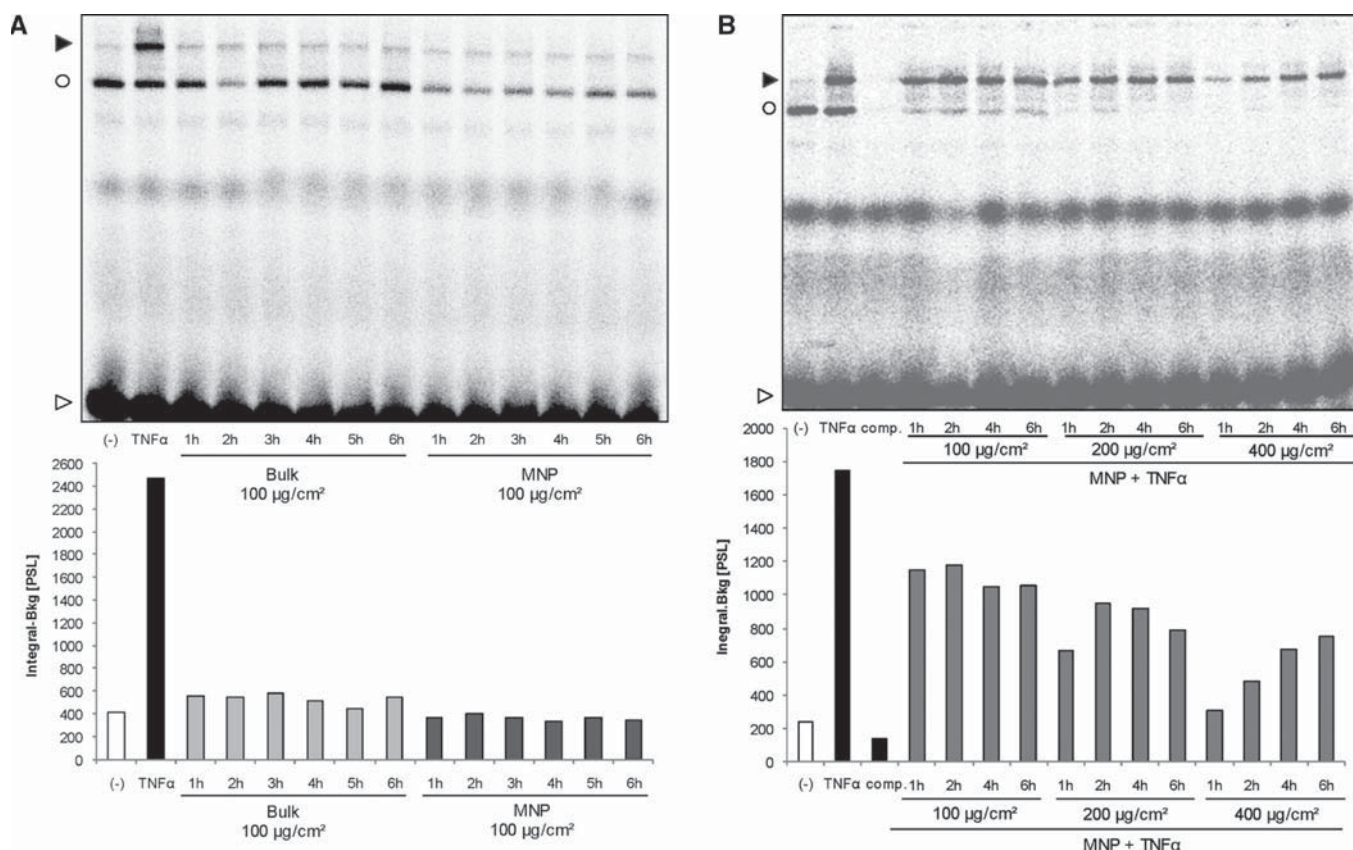 A
(-) TNFα 1h 2h 3h 4h 5h 6h 1h 2h 3h 4h 5h 6h
Bulk MNP
100 µg/cm² 100 µg/cm²
Integral-Bkg [PSL]
2600
2400
2200
2000
1800
1600
1400
1200
1000
800
600
400
200
0
(-) TNFα 1h 2h 3h 4h 5h 6h 1h 2h 3h 4h 5h 6h
Bulk MNP
100 µg/cm² 100 µg/cm²
B
(-) TNFα comp. 1h 2h 4h 6h 1h 2h 4h 6h 1h 2h 4h 6h
100 µg/cm² 200 µg/cm² 400 µg/cm²
MNP + TNFα
Inegral.Bkg [PSL]
2000
1800
1600
1400
1200
1000
800
600
400
200
0
(-) TNFα comp. 1h 2h 4h 6h 1h 2h 4h 6h 1h 2h 4h 6h
100 µg/cm² 200 µg/cm² 400 µg/cm²
MNP + TNFα